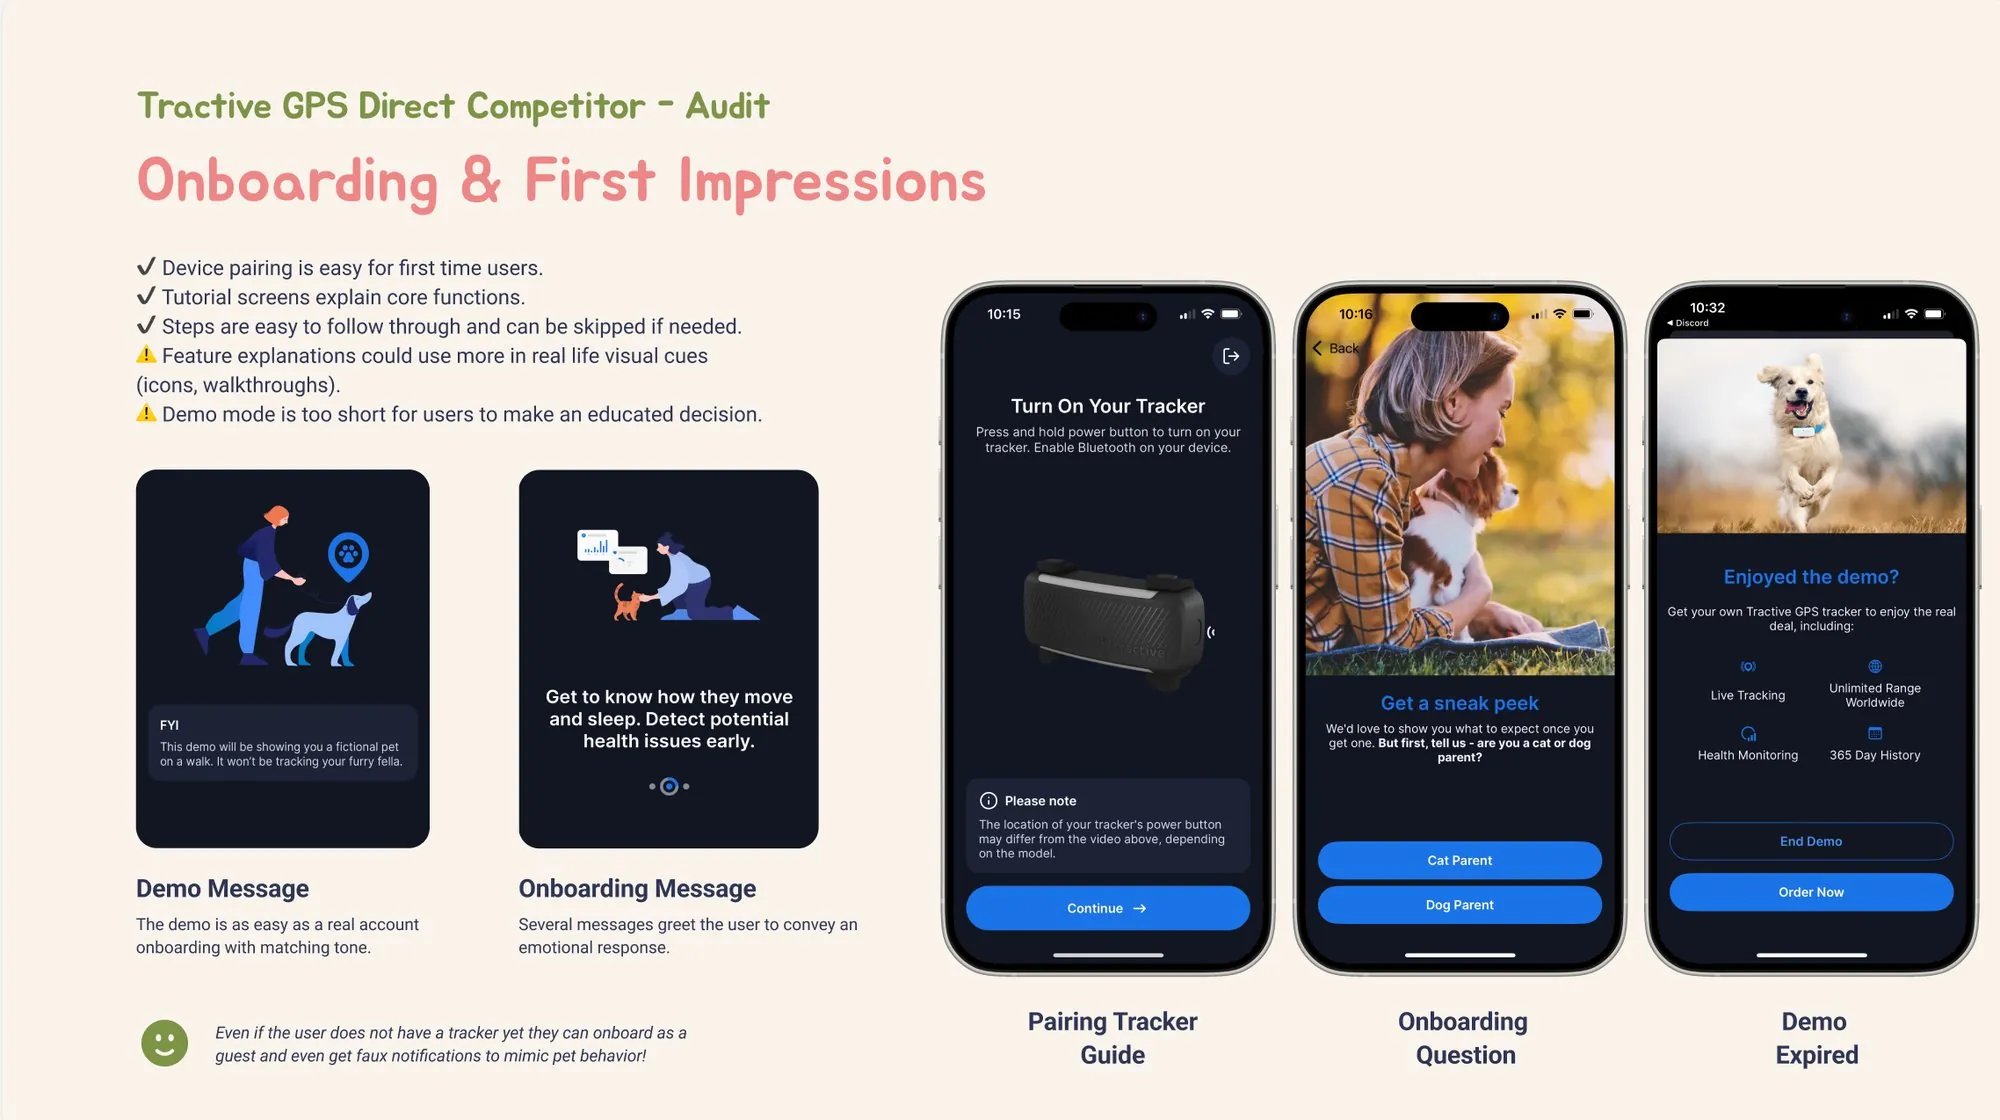 Tractive GPS Direct Competitor - Audit
Onboarding & First Impressions
✔ Device pairing is easy for first time users.
✔ Tutorial screens explain core functions.
✔ Steps are easy to follow through and can be skipped if needed.
⚠ Feature explanations could use more in real life visual cues
(icons, walkthroughs).
⚠ Demo mode is too short for users to make an educated decision.
FYI
This demo will be showing you a fictional pet
on a walk. It won't be tracking your furry fella.
Demo Message
The demo is as easy as a real account
onboarding with matching tone.
Get to know how they move
and sleep. Detect potential
health issues early.
Onboarding Message
Several messages greet the user to convey an
emotional response.
Even if the user does not have a tracker yet they can onboard as a
guest and even get faux notifications to mimic pet behavior!
10:15
Turn On Your Tracker
Press and hold power button to turn on your
tracker. Enable Bluetooth on your device.
Please note
The location of your tracker's power button
may differ from the video above, depending
on the model.
Continue →
Pairing Tracker
Guide
10:16
Back
Get a sneak peek
We'd love to show you what to expect once you
get one. But first, tell us - are you a cat or dog
parent?
Cat Parent
Dog Parent
Onboarding
Question
10:32
◀ Discord
Enjoyed the demo?
Get your own Tractive GPS tracker to enjoy the real
deal, including:
Live Tracking
Unlimited Range
Worldwide
Health Monitoring
365 Day History
End Demo
Order Now
Demo
Expired